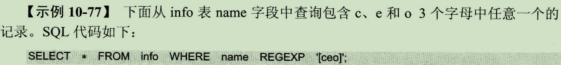 【示例 10-77】 下面从 info 表 name 字段中查询包含 c、e 和 o 3 个字母中任意一个的
记录。SQL 代码如下：
SELECT * FROM info WHERE name REGEXP '[ceo]';